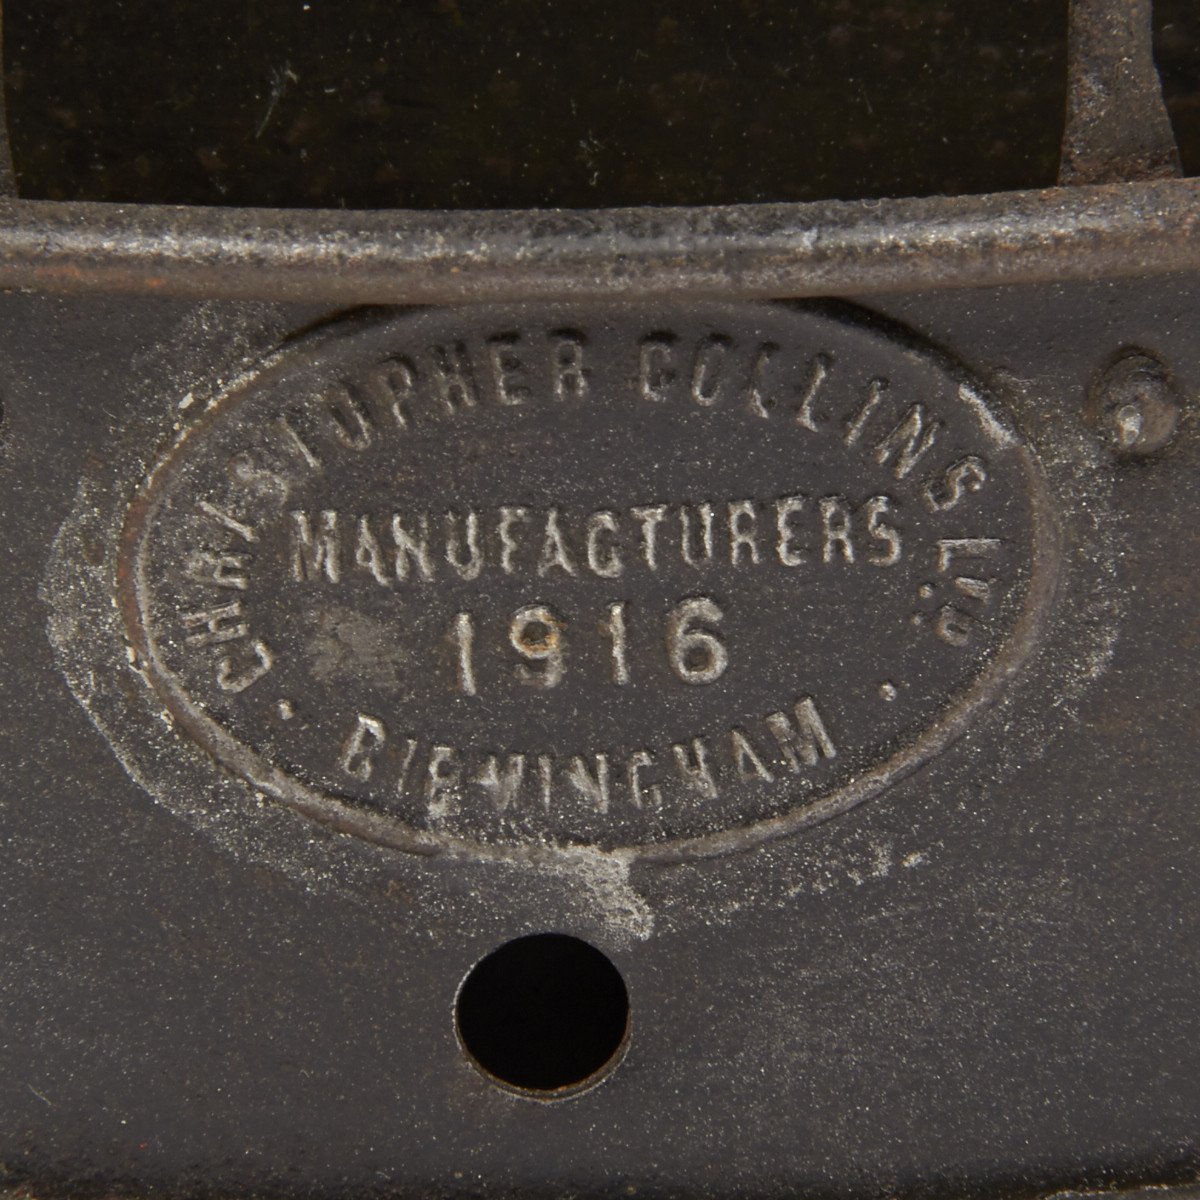 CHRISTOPHER COLLINS LTD
MANUFACTURERS
1916
· BIRMINGHAM ·